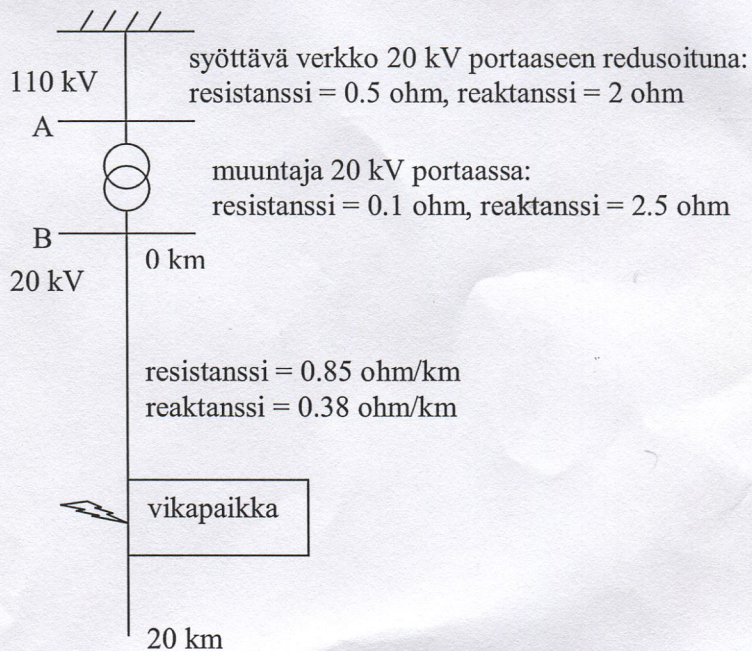 syöttävä verkko 20 kV portaaseen redusoituna:
110 kV
resistanssi = 0.5 ohm, reaktanssi = 2 ohm
A
muuntaja 20 kV portaassa:
resistanssi = 0.1 ohm, reaktanssi = 2.5 ohm
B
0 km
20 kV
resistanssi = 0.85 ohm/km
reaktanssi = 0.38 ohm/km
vikapaikka
20 km